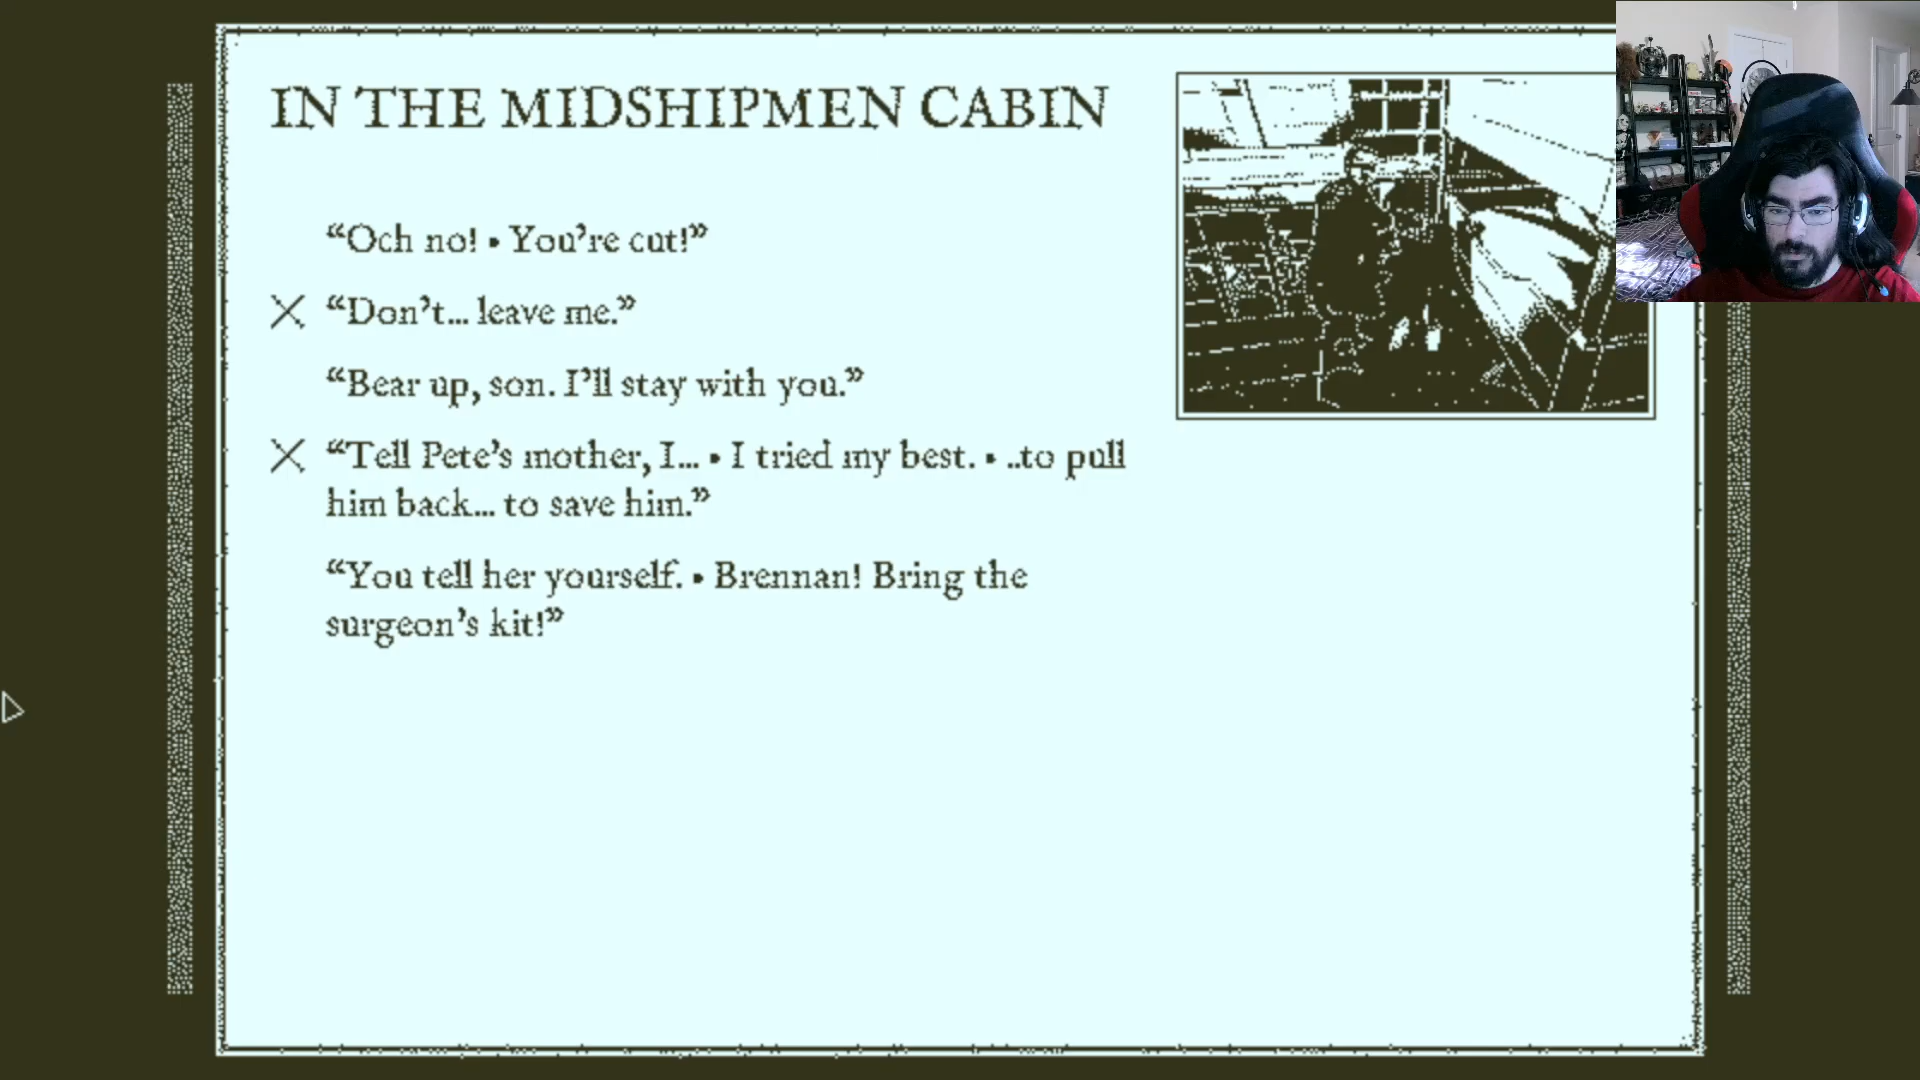 IN THE MIDSHIPMEN CABIN
“Och no! • You’re cut!”
“Don’t... leave me.”
“Bear up, son. I’ll stay with you.”
“Tell Pete’s mother, I... • I tried my best. • ..to pull
him back... to save him.”
“You tell her yourself. • Brennan! Bring the
surgeon’s kit!”